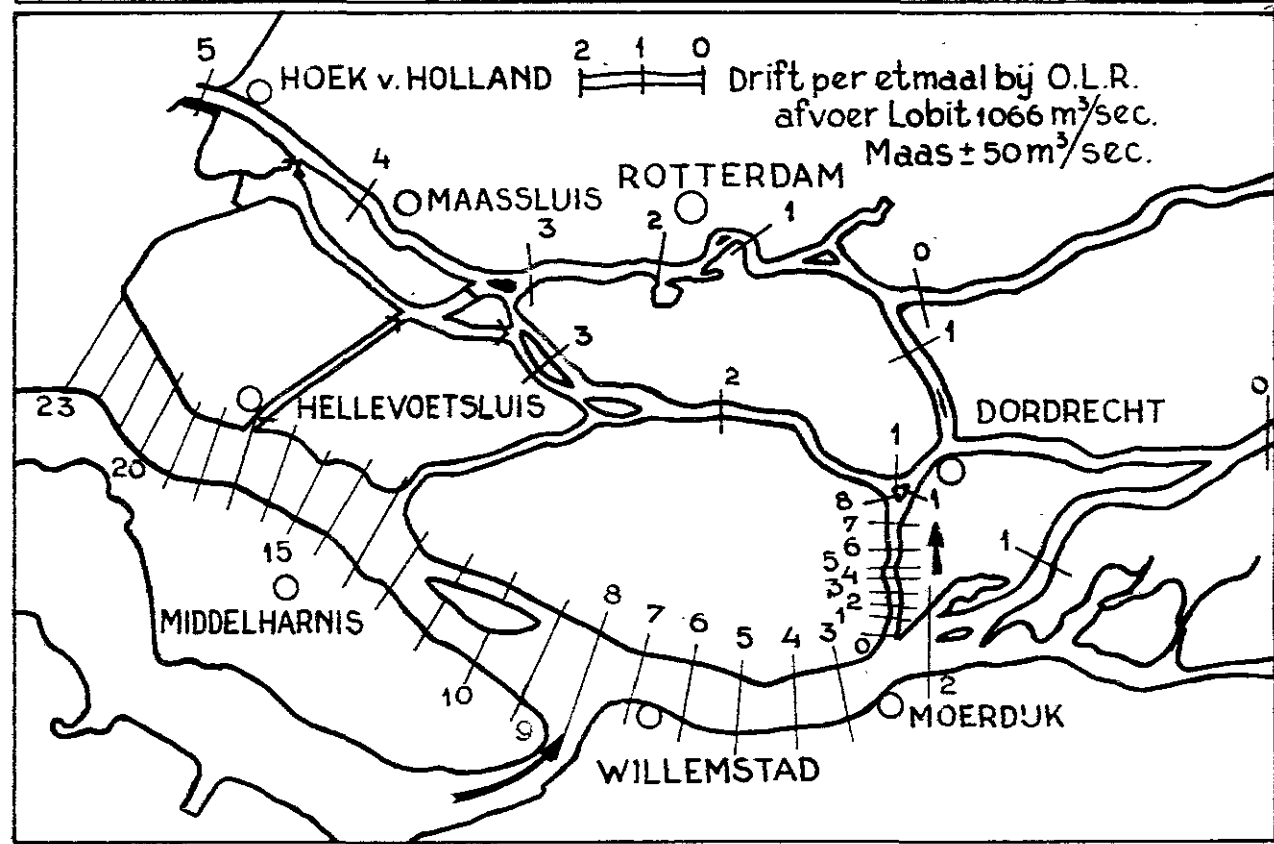 5
HOEK v. HOLLAND
2 1 0
Drift per etmaal bij O.L.R.
afvoer Lobit 1066 m³/sec.
Maas ± 50 m³/sec.
4
MAASSLUIS
ROTTERDAM
3
2
1
0
1
3
2
HELLEVOETSLUIS
DORDRECHT
0
23
20
15
MIDDELHARNIS
1
8
1
7
6
5
4
3
2
1
0
1
8
7
6
5
4
3
10
9
2
MOERDIJK
WILLEMSTAD